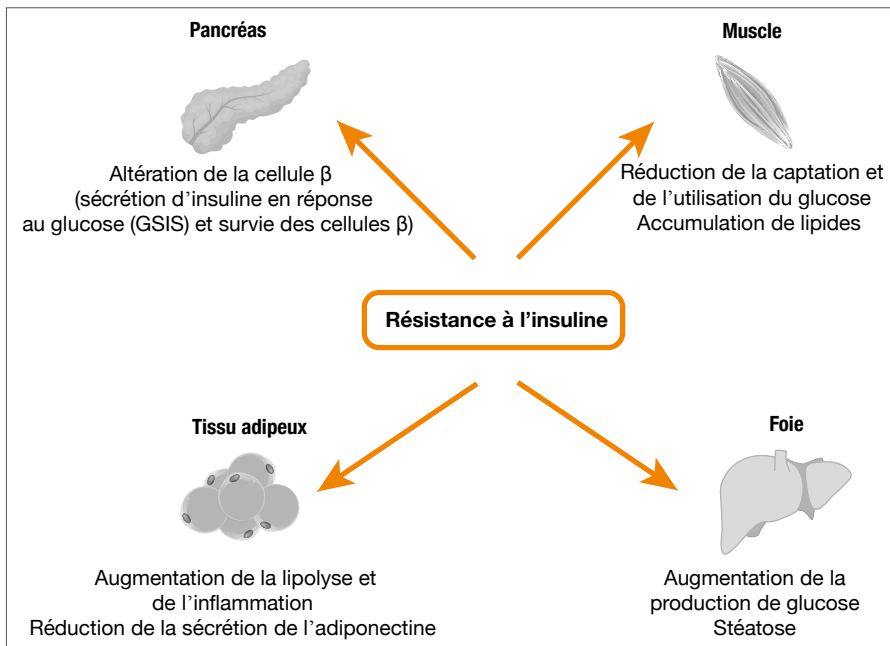 Pancréas
Altération de la cellule β
(sécrétion d’insuline en réponse
au glucose (GSIS) et survie des cellules β)
Muscle
Réduction de la captation et
de l’utilisation du glucose
Accumulation de lipides
Résistance à l’insuline
Tissu adipeux
Augmentation de la lipolyse et
de l’inflammation
Réduction de la sécrétion de l’adiponectine
Foie
Augmentation de la
production de glucose
Stéatose